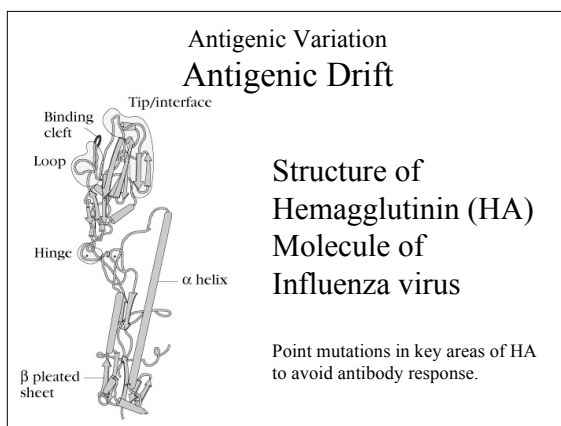 Antigenic Variation
Antigenic Drift
Tip/interface
Binding
cleft
Loop
Hinge
α helix
β pleated
sheet
Structure of
Hemagglutinin (HA)
Molecule of
Influenza virus
Point mutations in key areas of HA
to avoid antibody response.